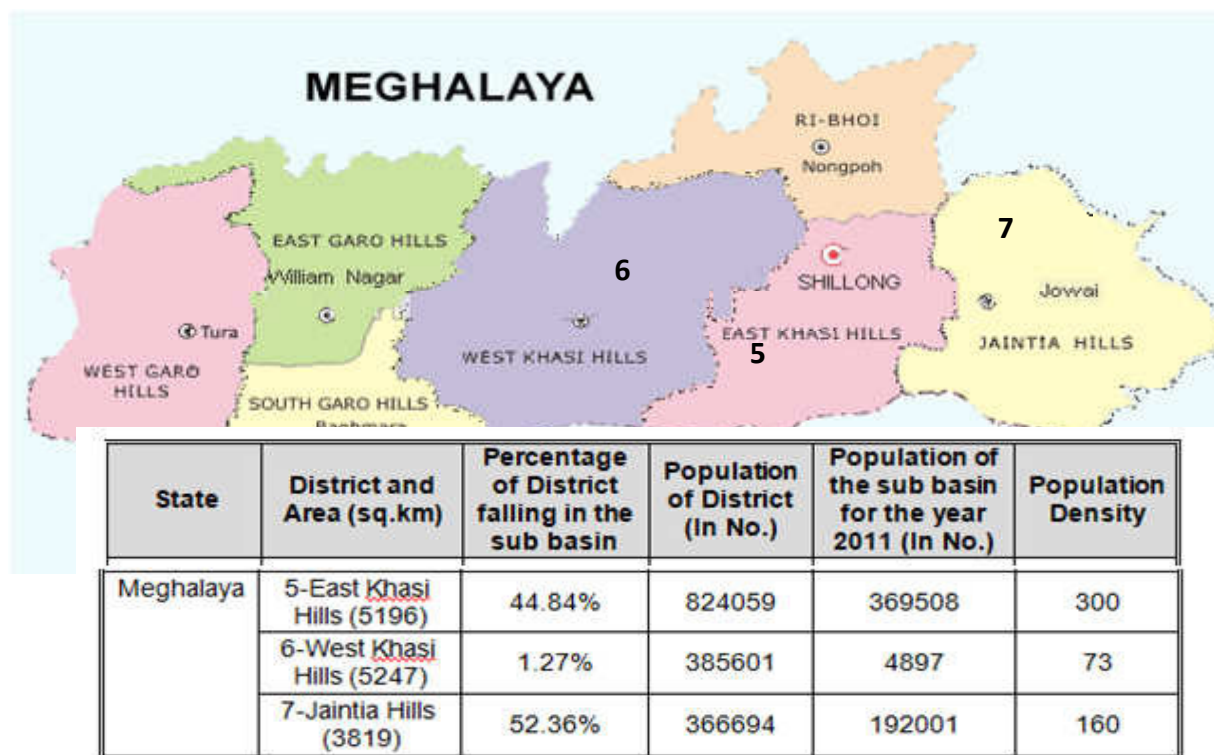 MEGHALAYA
RI-BHOI
Nongpoh
7
EAST GARO HILLS
William Nagar
6
SHILLONG
Jowai
Tura
EAST KHASI HILLS
5
JAINTIA HILLS
WEST KHASI HILLS
WEST GARO
HILLS
SOUTH GARO HILLS
State
District and
Area (sq.km)
Percentage
of District
falling in the
sub basin
Population
of District
(In No.)
Population of
the sub basin
for the year
2011 (In No.)
Population
Density
Meghalaya
5-East Khasi
Hills (5196)
44.84%
824059
369508
300
6-West Khasi
Hills (5247)
1.27%
385601
4897
73
7-Jaintia Hills
(3819)
52.36%
366694
192001
160